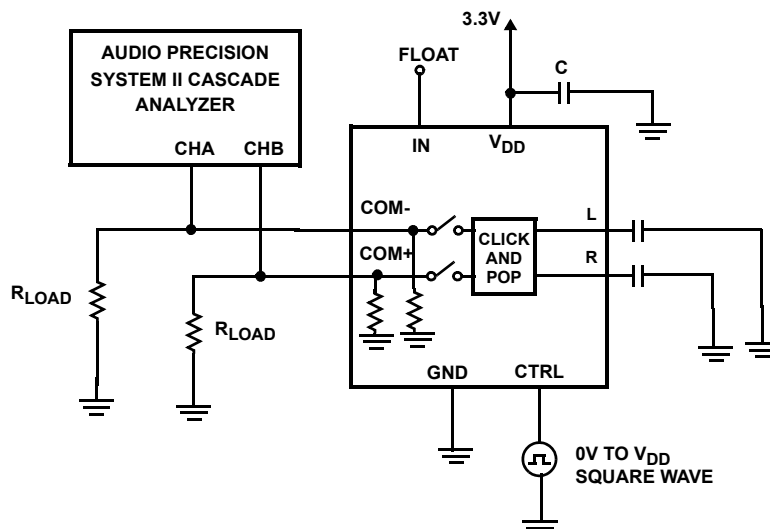 3.3V
AUDIO PRECISION
SYSTEM II CASCADE
ANALYZER
CHA CHB
FLOAT
C
IN
VDD
COM-
COM+
CLICK
AND
POP
L
R
RLOAD
RLOAD
GND
CTRL
0V TO VDD
SQUARE WAVE